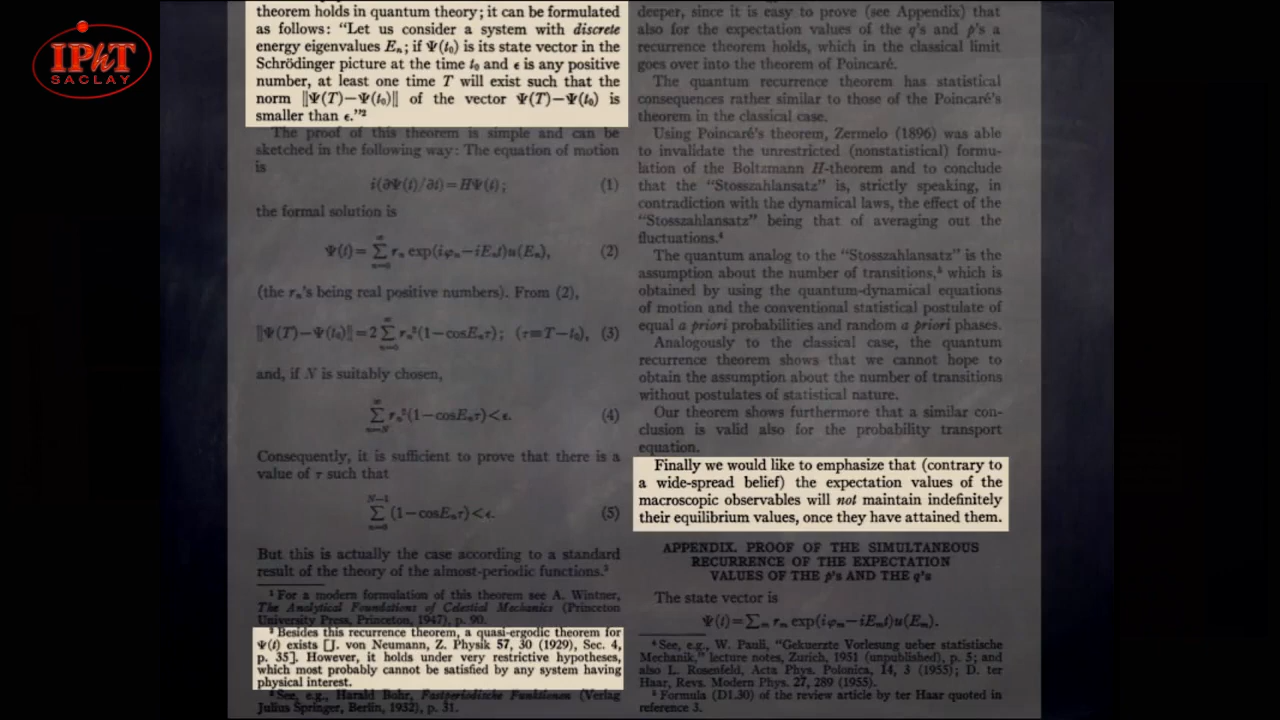 IPhT
SACLAY
theorem holds in quantum theory; it can be formulated
as follows: "Let us consider a system with discrete
energy eigenvalues Eₙ; if Ψ(t₀) is its state vector in the
Schrödinger picture at the time t₀ and ϵ is any positive
number, at least one time T will exist such that the
norm ‖Ψ(T)−Ψ(t₀)‖ of the vector Ψ(T)−Ψ(t₀) is
smaller than ϵ."²
The proof of this theorem is simple and can be
sketched in the following way: The equation of motion
is
i(∂Ψ(t)/∂t)=HΨ(t); (1)
the formal solution is
Ψ(t)= ∞∑n=0 rₙ exp(iφₙ−iEₙt)u(Eₙ), (2)
(the rₙ's being real positive numbers). From (2),
‖Ψ(T)−Ψ(t₀)‖=2 ∞∑n=0 rₙ²(1−cosEₙτ); (τ≡T−t₀), (3)
and, if N is suitably chosen,
∞∑n=N rₙ²(1−cosEₙτ)<ϵ. (4)
Consequently, it is sufficient to prove that there is a
value of τ such that
N−1∑n=0 (1−cosEₙτ)<ϵ. (5)
But this is actually the case according to a standard
result of the theory of the almost-periodic functions.³
¹ For a modern formulation of this theorem see A. Wintner,
The Analytical Foundations of Celestial Mechanics (Princeton
University Press, Princeton, 1947), p. 90.
² Besides this recurrence theorem, a quasi-ergodic theorem for
Ψ(t) exists [J. von Neumann, Z. Physik 57, 30 (1929), Sec. 4,
p. 35]. However, it holds under very restrictive hypotheses,
which most probably cannot be satisfied by any system having
physical interest.
³ See, e.g., Harald Bohr, Fastperiodische Funktionen (Verlag
Julius Springer, Berlin, 1932), p. 31.
deeper, since it is easy to prove (see Appendix) that
also for the expectation values of the q's and p's a
recurrence theorem holds, which in the classical limit
goes over into the theorem of Poincaré.
The quantum recurrence theorem has statistical
consequences rather similar to those of the Poincaré's
theorem in the classical case.
Using Poincaré's theorem, Zermelo (1896) was able
to invalidate the unrestricted (nonstatistical) formu-
lation of the Boltzmann H-theorem and to conclude
that the "Stosszahlansatz" is, strictly speaking, in
contradiction with the dynamical laws, the effect of the
"Stosszahlansatz" being that of averaging out the
fluctuations.⁴
The quantum analog to the "Stosszahlansatz" is the
assumption about the number of transitions,⁵ which is
obtained by using the quantum-dynamical equations
of motion and the conventional statistical postulate of
equal a priori probabilities and random a priori phases.
Analogously to the classical case, the quantum
recurrence theorem shows that we cannot hope to
obtain the assumption about the number of transitions
without postulates of statistical nature.
Our theorem shows furthermore that a similar con-
clusion is valid also for the probability transport
equation.
Finally we would like to emphasize that (contrary to
a wide-spread belief) the expectation values of the
macroscopic observables will not maintain indefinitely
their equilibrium values, once they have attained them.
APPENDIX. PROOF OF THE SIMULTANEOUS
RECURRENCE OF THE EXPECTATION
VALUES OF THE p's AND THE q's
The state vector is
Ψ(t)=∑ₘ rₘ exp(iφₘ−iEₘt)u(Eₘ).
⁴ See, e.g., W. Pauli, "Gekuerzte Vorlesung ueber statistische
Mechanik," lecture notes, Zurich, 1951 (unpublished), p. 5; and
also L. Rosenfeld, Acta Phys. Polonica, 14, 3 (1955); D. ter
Haar, Revs. Modern Phys. 27, 289 (1955).
⁵ Formula (D1.30) of the review article by ter Haar quoted in
reference 3.